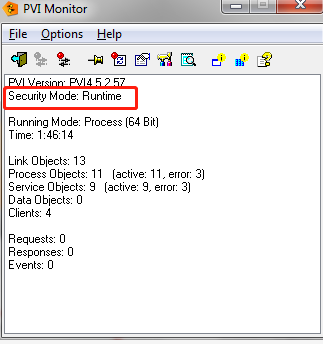 PVI Monitor
File Options Help
PVI Version: PVI4.5.2.57
Security Mode: Runtime
Running Mode: Process (64 Bit)
Time: 1:46:14
Link Objects: 13
Process Objects: 11 (active: 11, error: 3)
Service Objects: 9 (active: 9, error: 3)
Data Objects: 0
Clients: 4
Requests: 0
Responses: 0
Events: 0